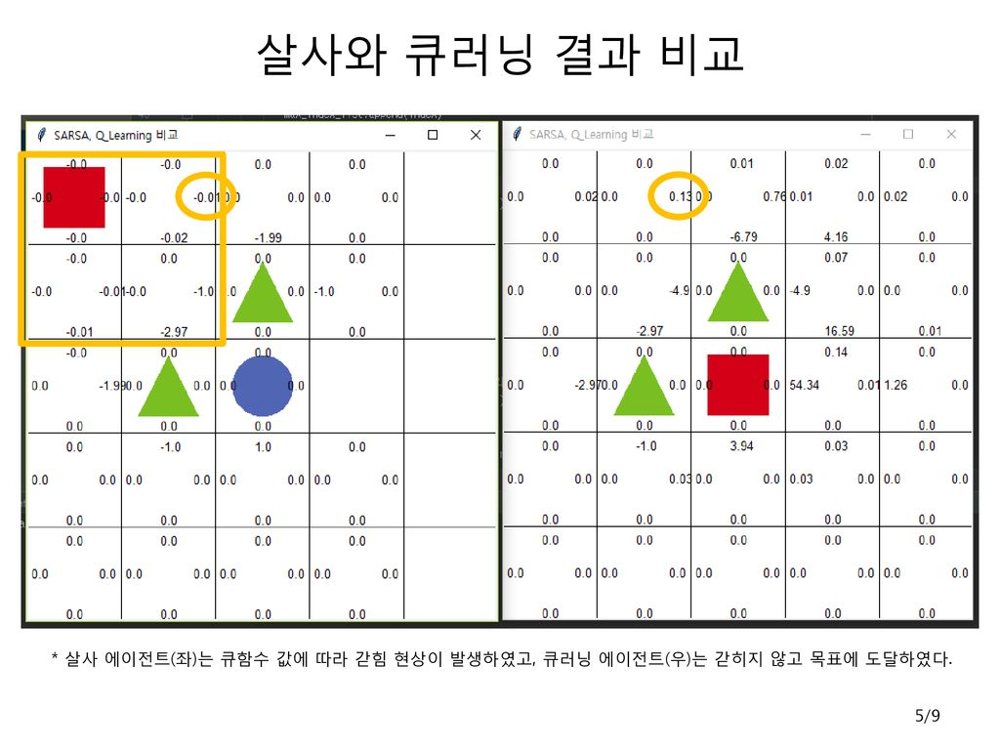 살사와 큐러닝 결과 비교
SARSA, Q_Learning 비교
-0.0 -0.0 0.0 0.0
-0.0 -0.0 -0.0 -0.01 0.0 0.0 0.0 0.0
-0.0 -0.02 -1.99 0.0
-0.0 0.0 0.0
-0.0 -0.01 -0.0 -1.0 0.0 -1.0 0.0
-0.01 -2.97 0.0
-0.0 0.0 0.0
0.0 -1.99 0.0 0.0 0.0 0.0
0.0 0.0 0.0
0.0 -1.0 1.0 0.0
0.0 0.0 0.0 0.0 0.0 0.0 0.0 0.0
0.0 0.0 0.0 0.0
0.0 0.0 0.0 0.0
0.0 0.0 0.0 0.0 0.0 0.0 0.0 0.0
0.0 0.0 0.0 0.0
SARSA, Q_Learning 비교
0.0 0.0 0.01 0.02 0.0
0.0 0.02 0.0 0.13 0.0 0.76 0.01 0.0 0.02 0.0
0.0 0.0 -6.79 4.16 0.0
0.0 0.0 0.0 0.07 0.0
0.0 0.0 0.0 -4.9 0.0 0.0 -4.9 0.0 0.0 0.0
0.0 -2.97 0.0 16.59 0.01
0.0 0.0 0.0 0.14 0.0
0.0 -2.97 0.0 0.0 0.0 0.0 54.34 0.01 1.26 0.0
0.0 0.0 0.0 0.0 0.0
0.0 -1.0 3.94 0.03 0.0
0.0 0.0 0.0 0.03 0.0 0.0 0.03 0.0 0.0 0.0
0.0 0.0 0.0 0.0 0.0
0.0 0.0 0.0 0.0 0.0
0.0 0.0 0.0 0.0 0.0 0.0 0.0 0.0 0.0 0.0
0.0 0.0 0.0 0.0 0.0
* 살사 에이전트(좌)는 큐함수 값에 따라 갇힘 현상이 발생하였고, 큐러닝 에이전트(우)는 갇히지 않고 목표에 도달하였다.
5/9